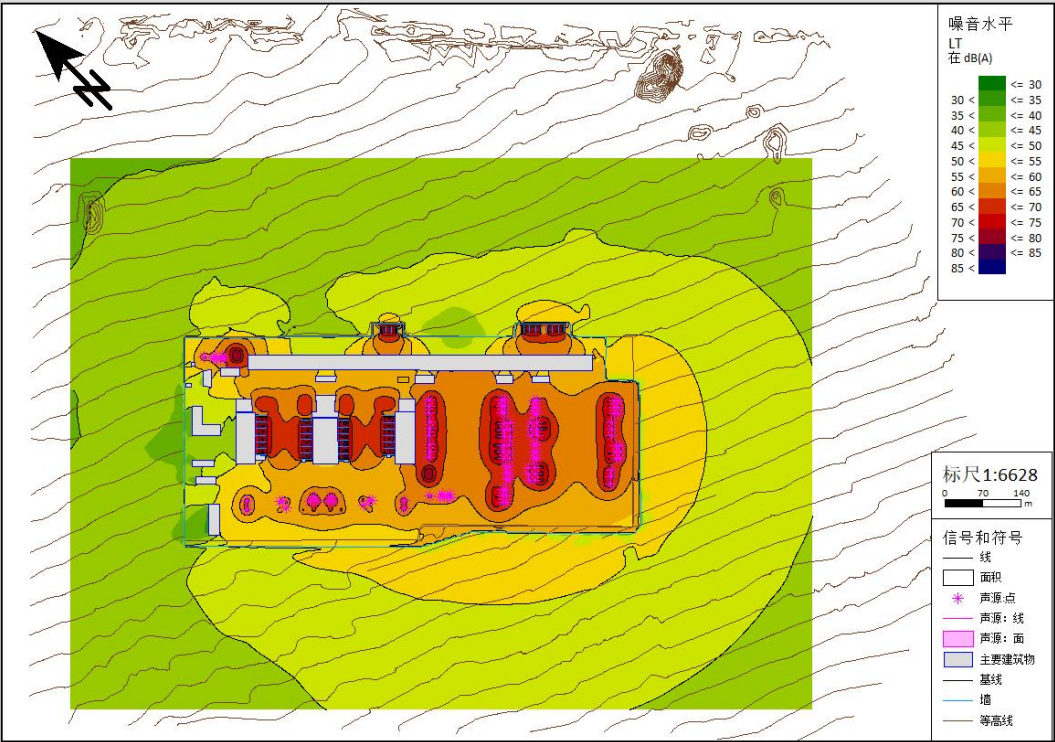 噪音水平
LT
在 dB(A)
<= 30
30 < <= 35
35 < <= 40
40 < <= 45
45 < <= 50
50 < <= 55
55 < <= 60
60 < <= 65
65 < <= 70
70 < <= 75
75 < <= 80
80 < <= 85
85 <
标尺1:6628
0 70 140
m
信号和符号
线
面积
声源:点
声源：线
声源：面
主要建筑物
基线
墙
等高线